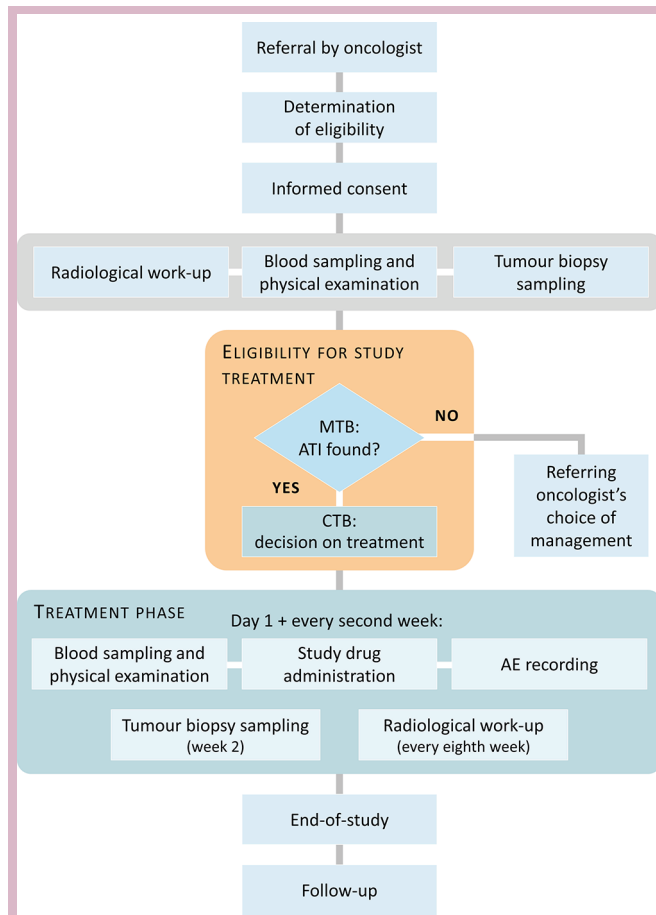 Referral by oncologist
Determination
of eligibility
Informed consent
Radiological work-up
Blood sampling and
physical examination
Tumour biopsy
sampling
ELIGIBILITY FOR STUDY
TREATMENT
MTB:
ATI found?
NO
YES
Referring
oncologist's
choice of
management
CTB:
decision on treatment
TREATMENT PHASE
Day 1 + every second week:
Blood sampling and
physical examination
Study drug
administration
AE recording
Tumour biopsy sampling
(week 2)
Radiological work-up
(every eighth week)
End-of-study
Follow-up